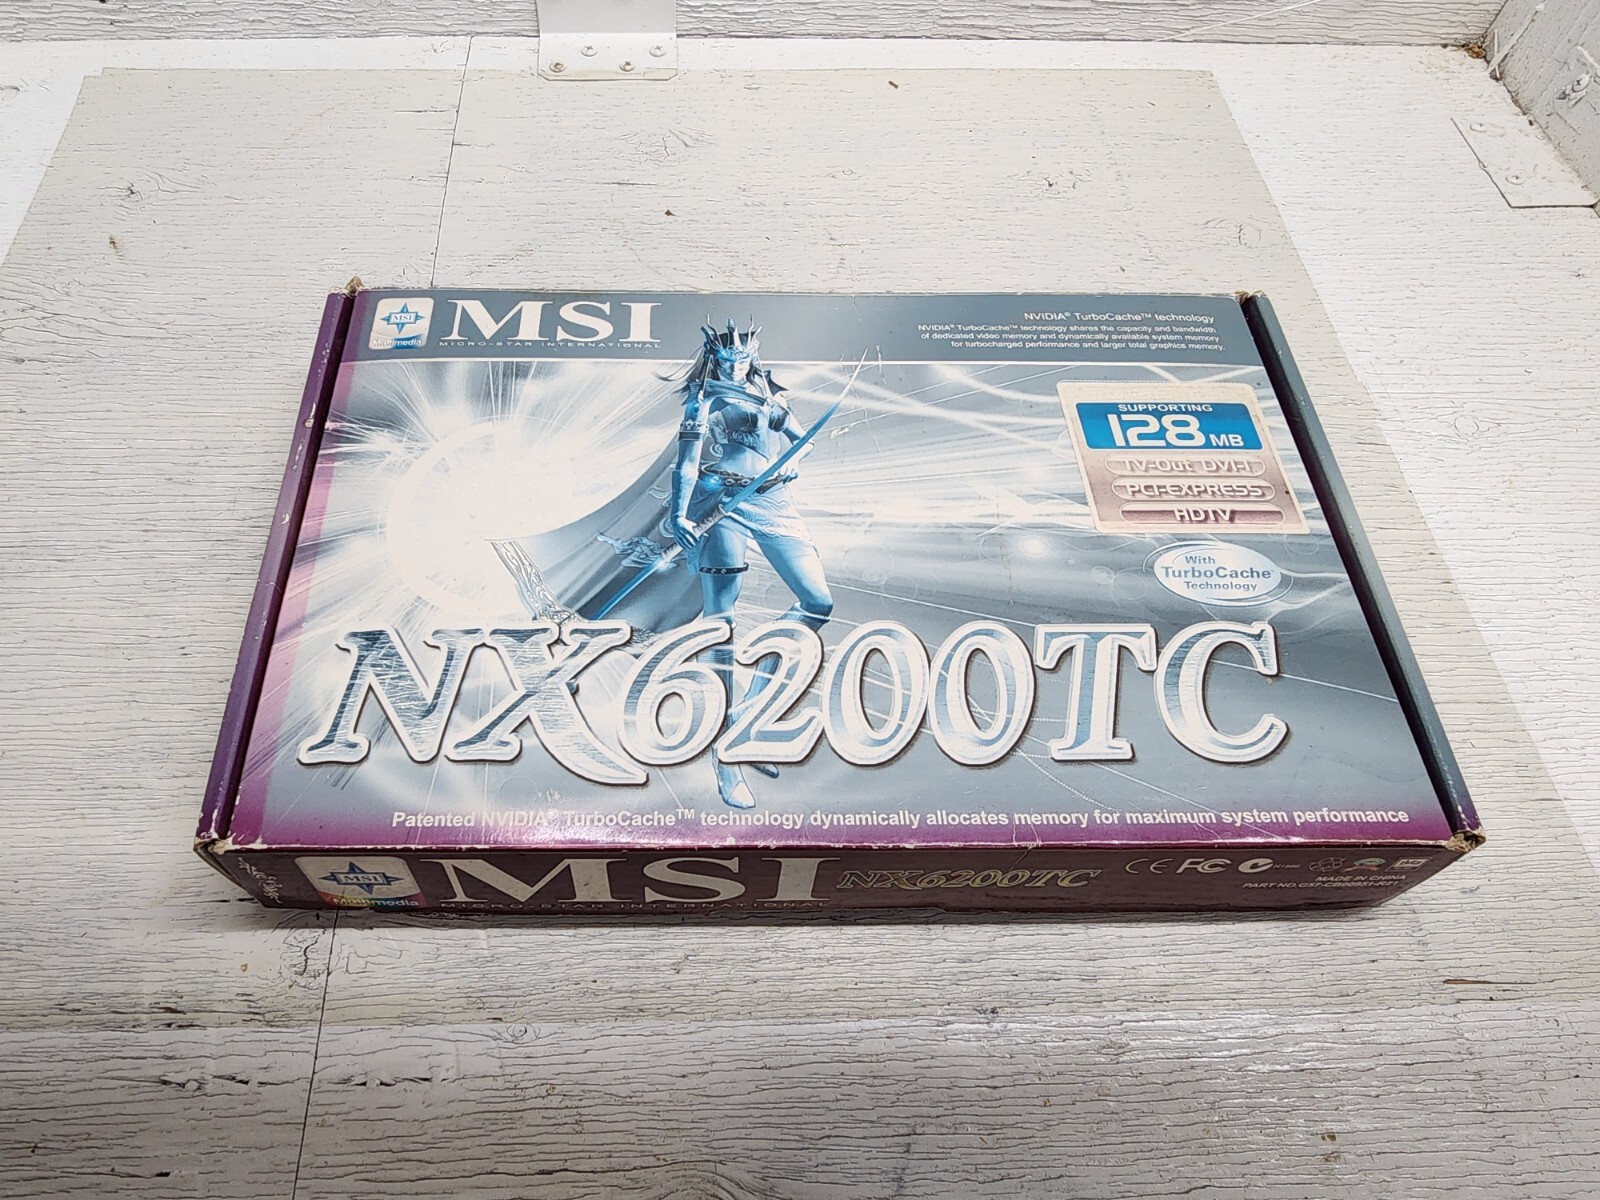 MSI
Multimedia
MSI
MICRO-STAR INTERNATIONAL
NVIDIA® TurboCache™ technology
NVIDIA® TurboCache™ technology shares the capacity and bandwidth
of dedicated video memory and dynamically available system memory
for turbocharged performance and larger total graphics memory.
SUPPORTING
128 MB
TV-Out DVI-I
PCI-EXPRESS
HDTV
With
TurboCache
Technology
NX6200TC
Patented NVIDIA® TurboCache™ technology dynamically allocates memory for maximum system performance
MSI
Multimedia
MSI
MICRO-STAR INTERNATIONAL
NX6200TC
CE FC N1996
MADE IN CHINA